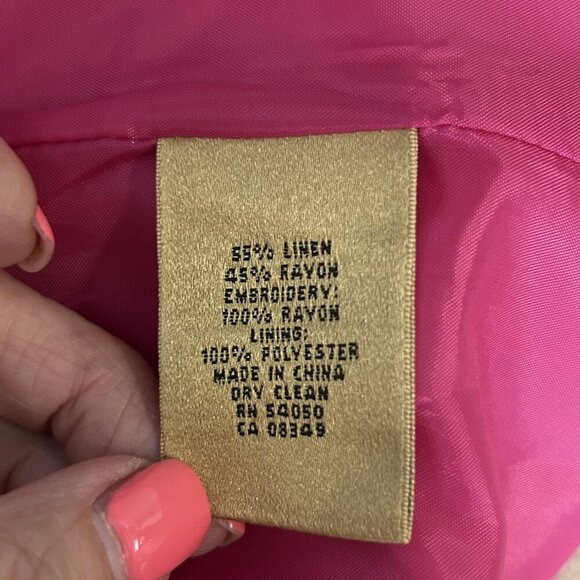 55% LINEN
45% RAYON
EMBROIDERY:
100% RAYON
LINING:
100% POLYESTER
MADE IN CHINA
DRY CLEAN
RN 54050
CA 08349